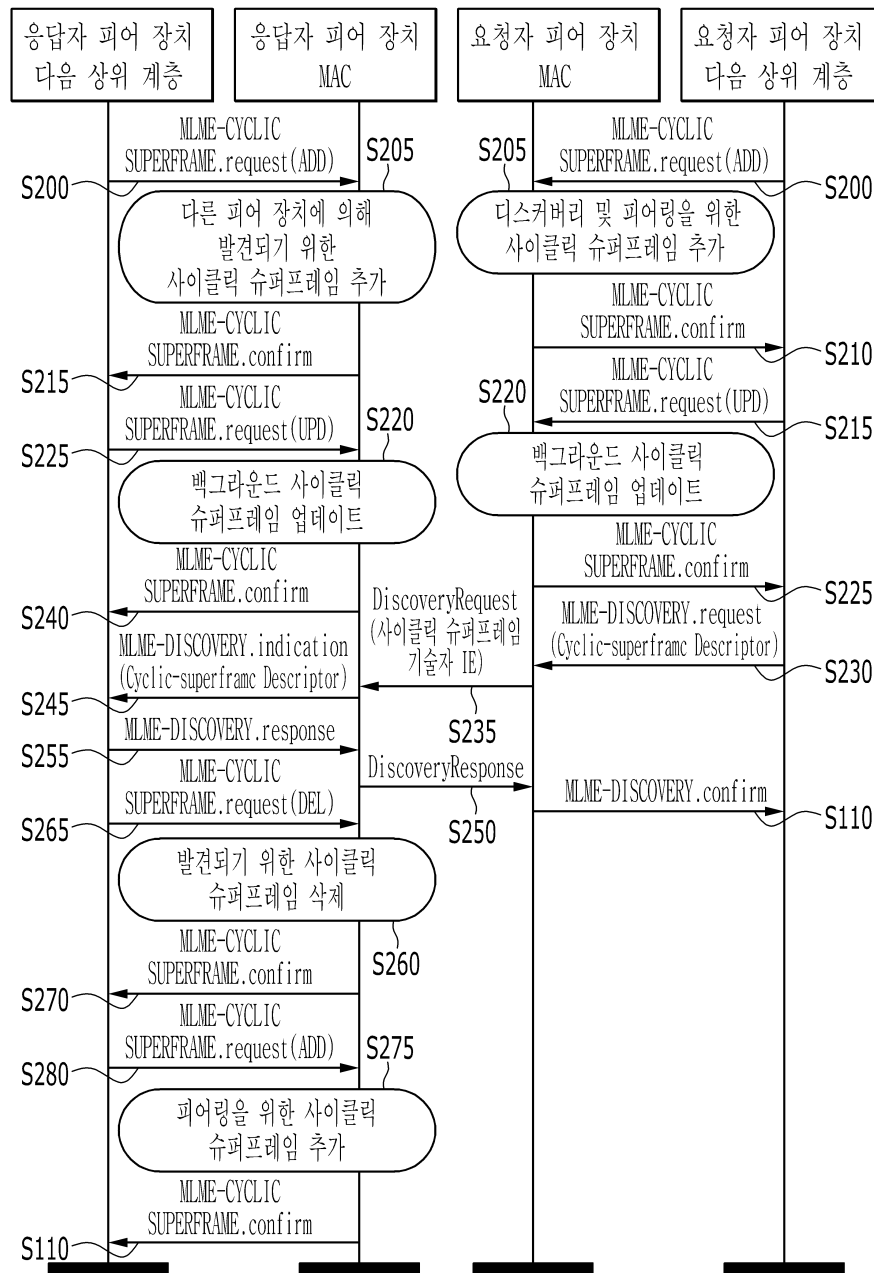 응답자 피어 장치
다음 상위 계층
응답자 피어 장치
MAC
요청자 피어 장치
MAC
요청자 피어 장치
다음 상위 계층
MLME-CYCLIC
SUPERFRAME.request(ADD)
S200
S205
다른 피어 장치에 의해
발견되기 위한
사이클릭 슈퍼프레임 추가
S205
MLME-CYCLIC
SUPERFRAME.request(ADD)
S200
디스커버리 및 피어링을 위한
사이클릭 슈퍼프레임 추가
MLME-CYCLIC
SUPERFRAME.confirm
S215
MLME-CYCLIC
SUPERFRAME.confirm
S210
MLME-CYCLIC
SUPERFRAME.request(UPD)
S225
S220
백그라운드 사이클릭
슈퍼프레임 업데이트
S220
MLME-CYCLIC
SUPERFRAME.request(UPD)
S215
백그라운드 사이클릭
슈퍼프레임 업데이트
MLME-CYCLIC
SUPERFRAME.confirm
S240
MLME-CYCLIC
SUPERFRAME.confirm
S225
MLME-DISCOVERY.request
(Cyclic-superframc Descriptor)
S230
DiscoveryRequest
(사이클릭 슈퍼프레임
기술자 IE)
S235
MLME-DISCOVERY.indication
(Cyclic-superframc Descriptor)
S245
MLME-DISCOVERY.response
S255
DiscoveryResponse
S250
MLME-DISCOVERY.confirm
S110
MLME-CYCLIC
SUPERFRAME.request(DEL)
S265
발견되기 위한 사이클릭
슈퍼프레임 삭제
S260
MLME-CYCLIC
SUPERFRAME.confirm
S270
MLME-CYCLIC
SUPERFRAME.request(ADD)
S280
S275
피어링을 위한 사이클릭
슈퍼프레임 추가
MLME-CYCLIC
SUPERFRAME.confirm
S110